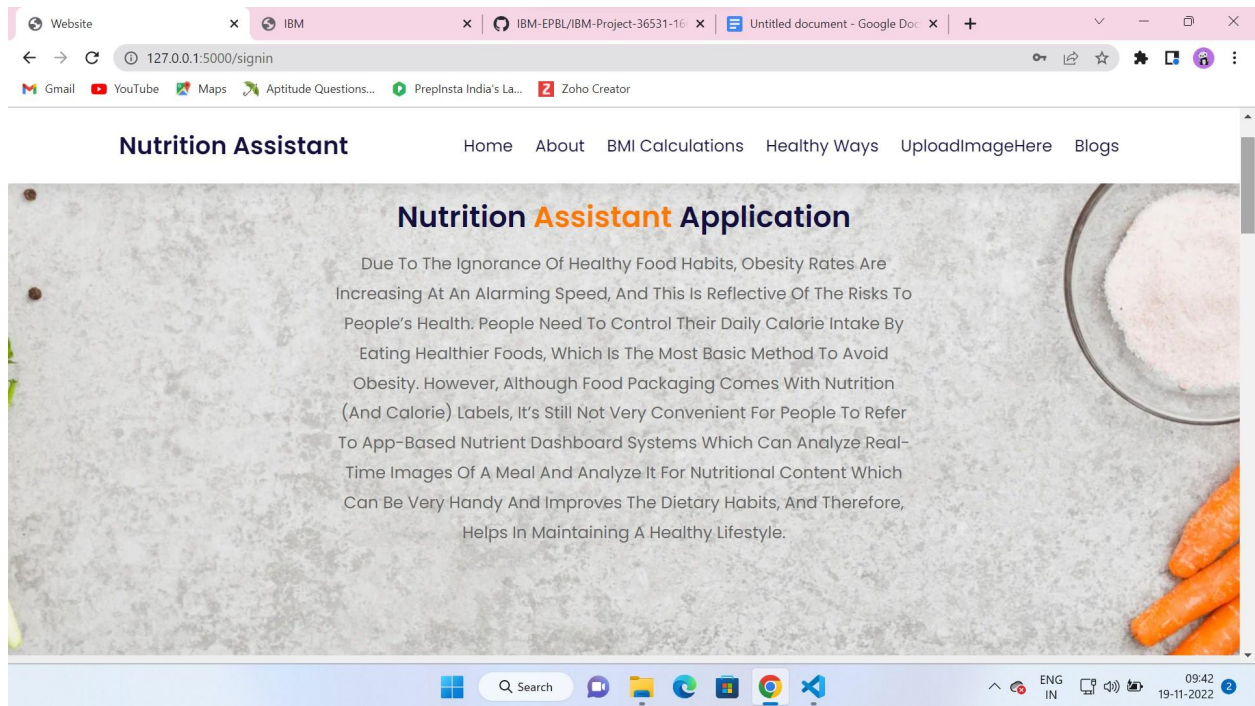 Website
IBM
IBM-EPBL/IBM-Project-36531-16
Untitled document - Google Doc
127.0.0.1:5000/signin
Gmail
YouTube
Maps
Aptitude Questions...
PrepInsta India's La...
Zoho Creator
Nutrition Assistant
Home
About
BMI Calculations
Healthy Ways
UploadImageHere
Blogs
Nutrition Assistant Application
Due To The Ignorance Of Healthy Food Habits, Obesity Rates Are
Increasing At An Alarming Speed, And This Is Reflective Of The Risks To
People's Health. People Need To Control Their Daily Calorie Intake By
Eating Healthier Foods, Which Is The Most Basic Method To Avoid
Obesity. However, Although Food Packaging Comes With Nutrition
(And Calorie) Labels, It's Still Not Very Convenient For People To Refer
To App-Based Nutrient Dashboard Systems Which Can Analyze Real-
Time Images Of A Meal And Analyze It For Nutritional Content Which
Can Be Very Handy And Improves The Dietary Habits, And Therefore,
Helps In Maintaining A Healthy Lifestyle.
Search
ENG
IN
09:42
19-11-2022
2